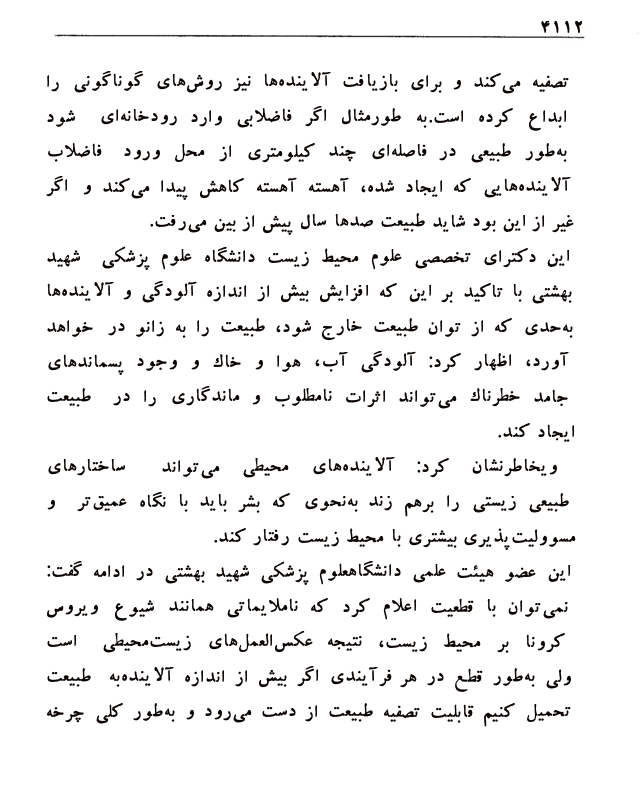 ۴۱۱۲
تصفیه می‌کند و برای بازیافت آلاینده‌ها نیز روش‌های گوناگونی را
ابداع کرده است.به طورمثال اگر فاضلابی وارد رودخانه‌ای شود
به‌طور طبیعی در فاصله‌ای چند کیلومتری از محل ورود فاضلاب
آلاینده‌هایی که ایجاد شده، آهسته آهسته کاهش پیدا می‌کند و اگر
غیر از این بود شاید طبیعت صدها سال پیش از بین می‌رفت.
این دکترای تخصصی علوم محیط زیست دانشگاه علوم پزشکی شهید
بهشتی با تاکید بر این که افزایش بیش از اندازه آلودگی و آلاینده‌ها
به‌حدی که از توان طبیعت خارج شود، طبیعت را به زانو در خواهد
آورد، اظهار کرد: آلودگی آب، هوا و خاك و وجود پسماندهای
جامد خطرناك می‌تواند اثرات نامطلوب و ماندگاری را در طبیعت
ایجاد کند.
ویخاطرنشان کرد: آلاینده‌های محیطی می‌تواند ساختارهای
طبیعی زیستی را برهم زند به‌نحوی که بشر باید با نگاه عمیق‌تر و
مسوولیت‌پذیری بیشتری با محیط زیست رفتار کند.
این عضو هیئت علمی دانشگاهعلوم پزشکی شهید بهشتی در ادامه گفت:
نمی‌توان با قطعیت اعلام کرد که ناملایماتی همانند شیوع ویروس
کرونا بر محیط زیست، نتیجه عکس‌العمل‌های زیست‌محیطی است
ولی به‌طور قطع در هر فرآیندی اگر بیش از اندازه آلاینده‌به طبیعت
تحمیل کنیم قابلیت تصفیه طبیعت از دست می‌رود و به‌طور کلی چرخه